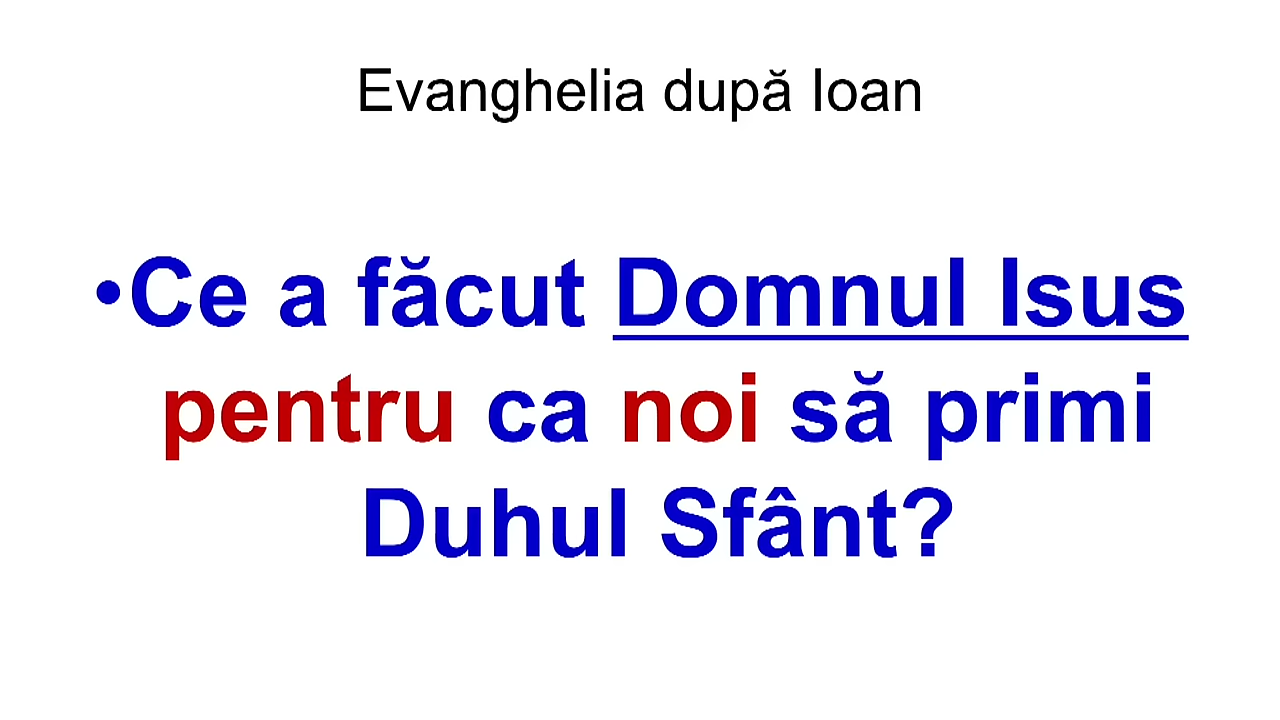 Evanghelia după Ioan
•Ce a făcut Domnul Isus
pentru ca noi să primi
Duhul Sfânt?